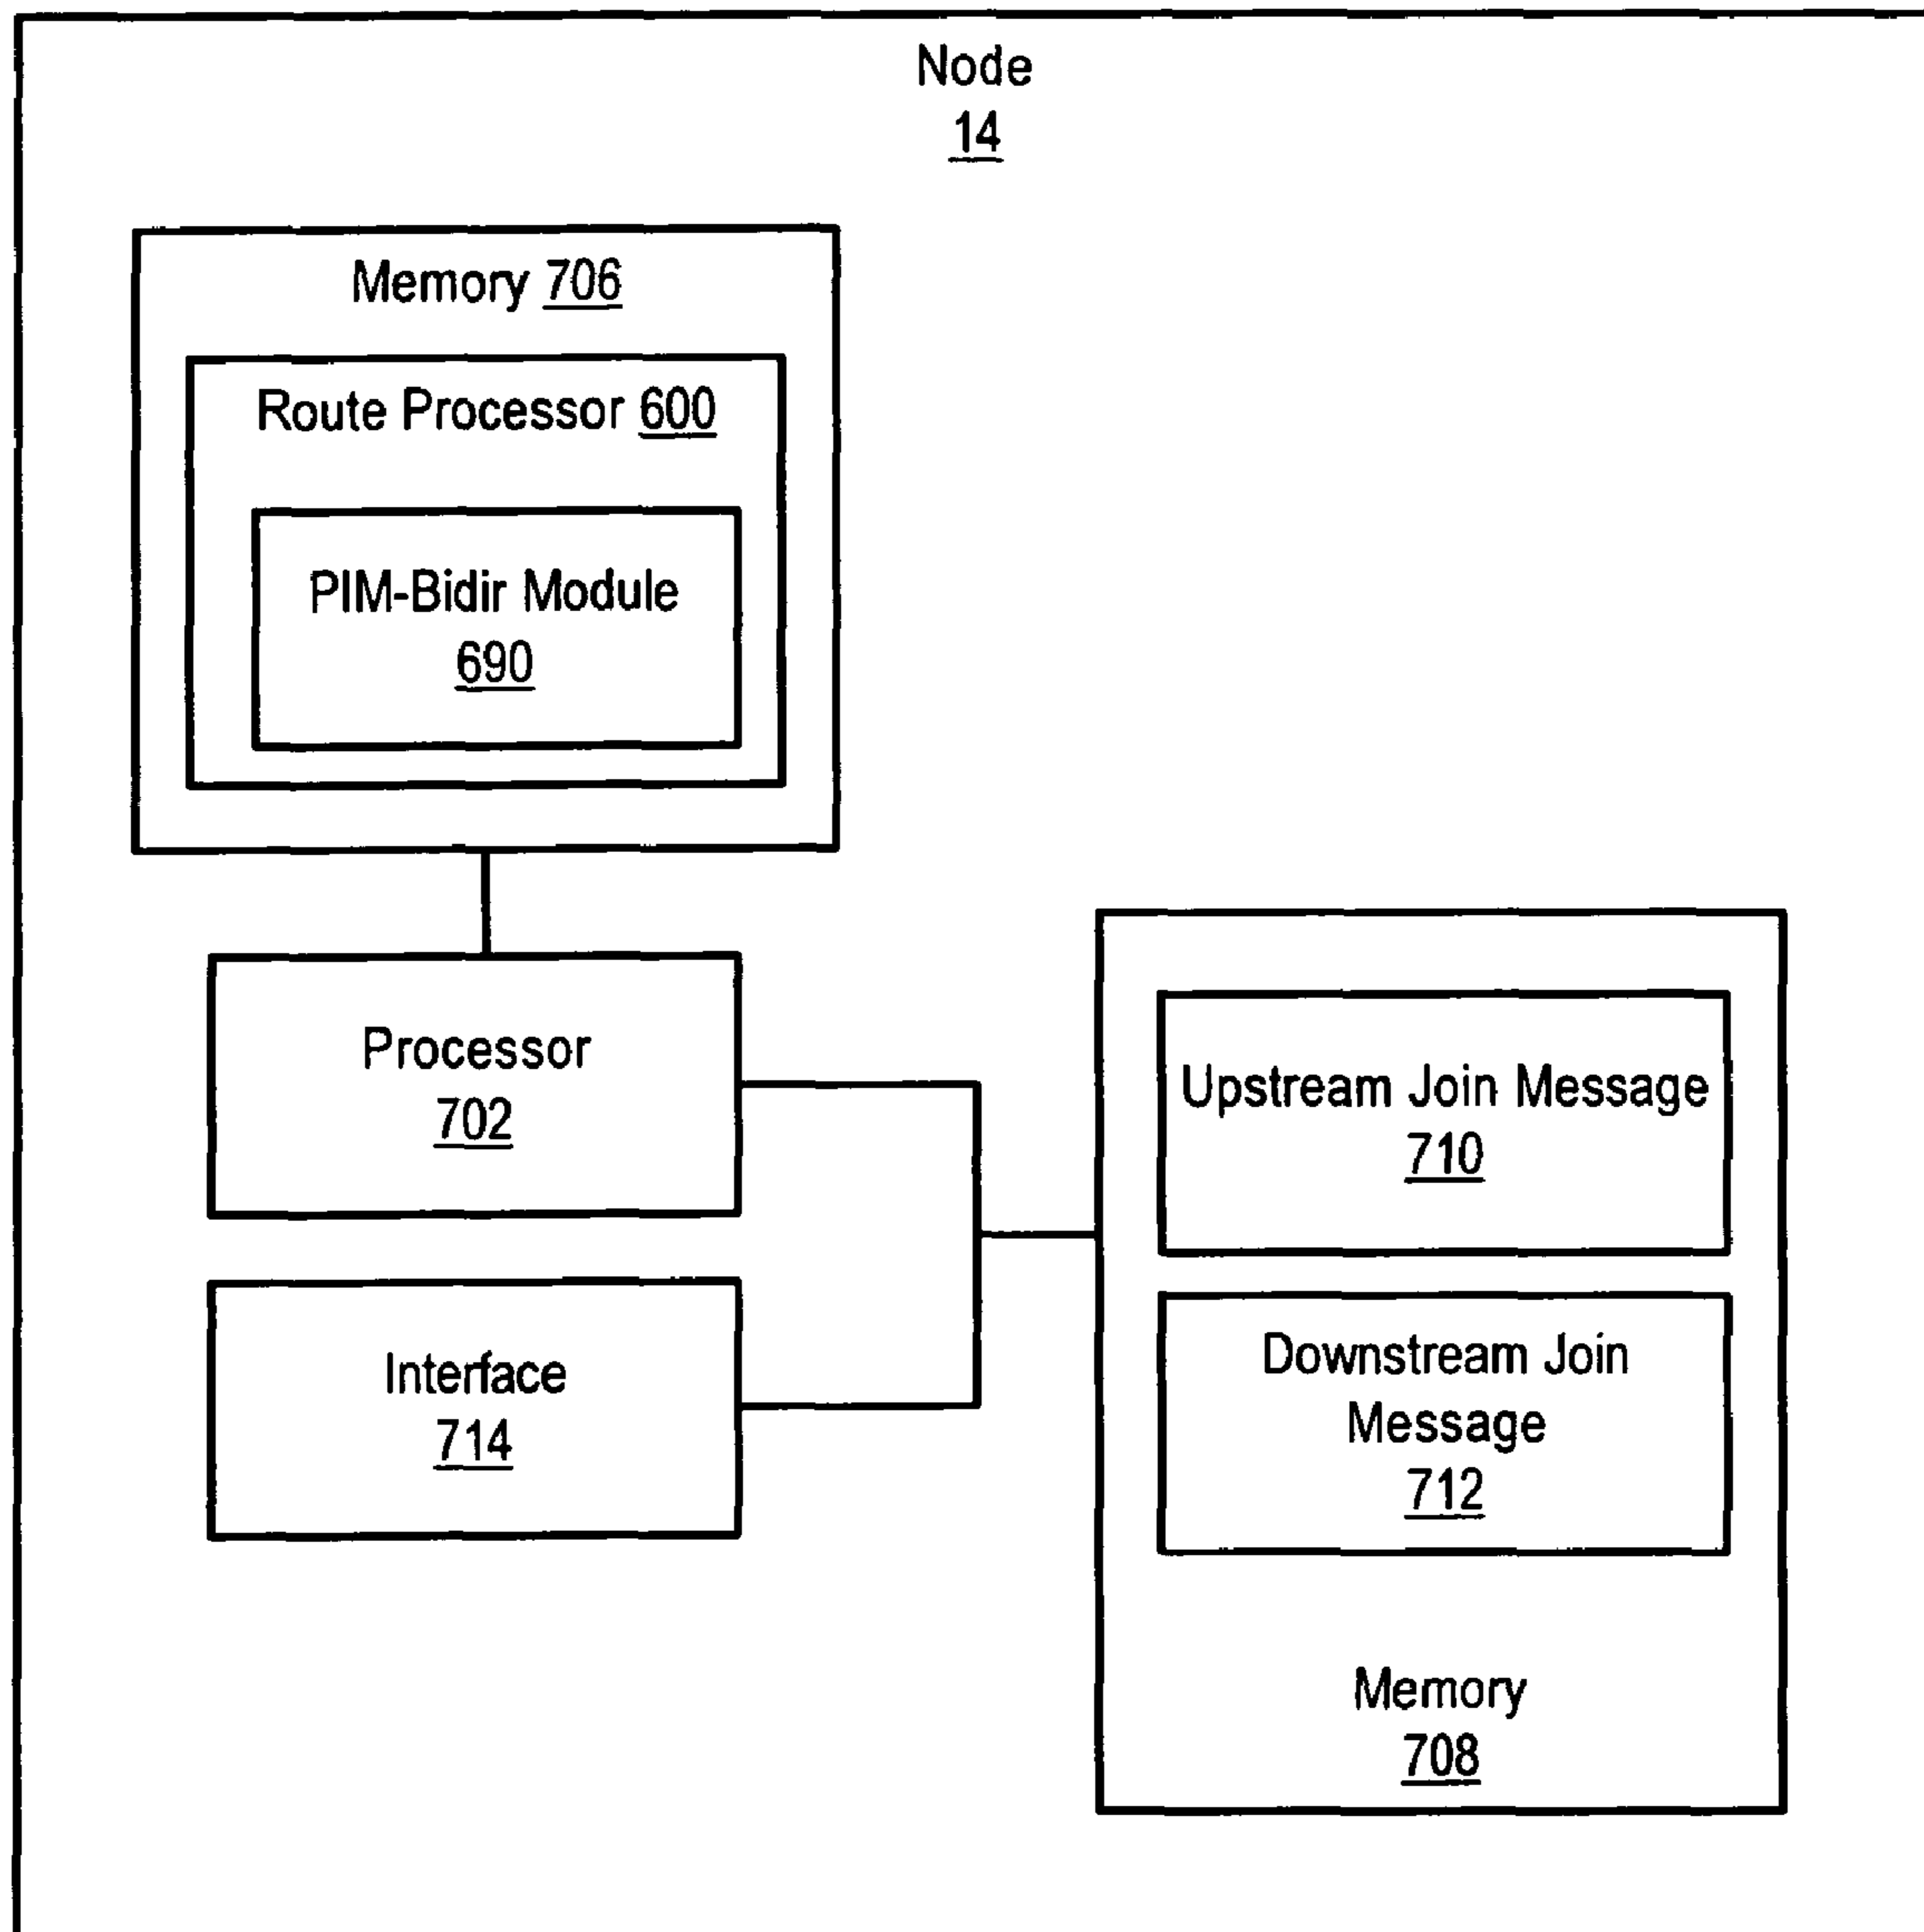 Node
14
Memory 706
Route Processor 600
PIM-Bidir Module
690
Processor
702
Interface
714
Upstream Join Message
710
Downstream Join
Message
712
Memory
708